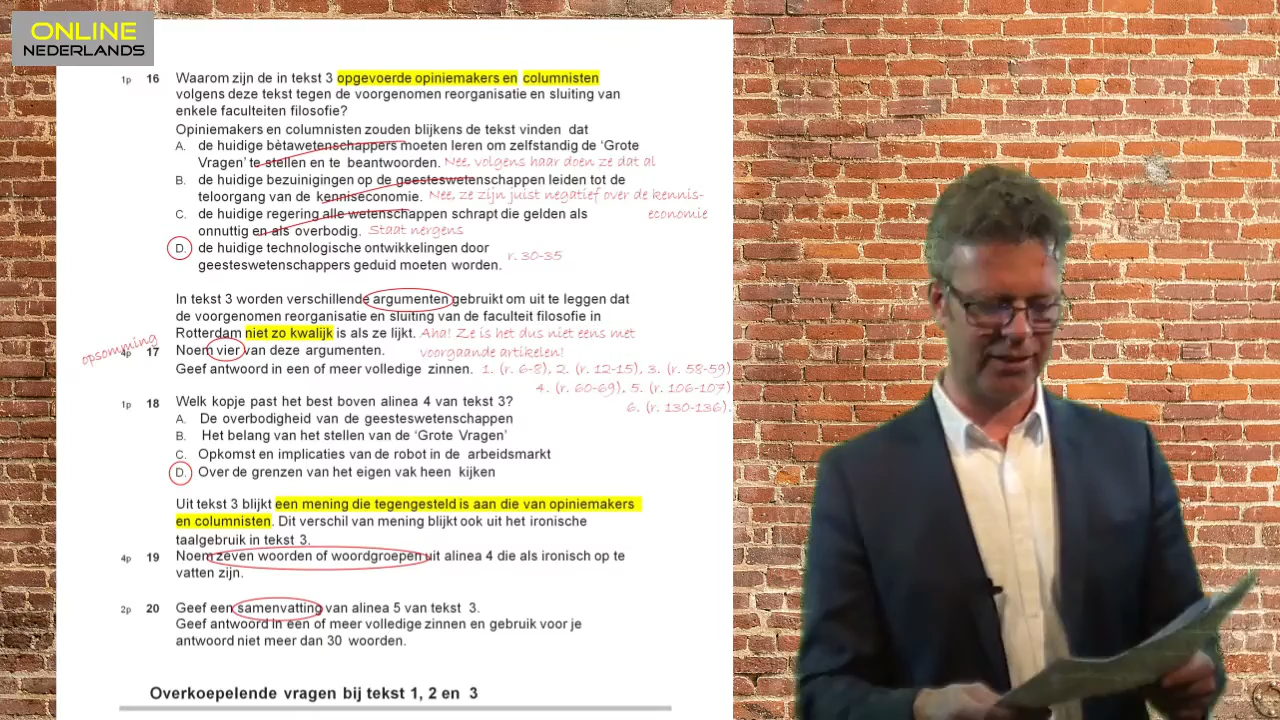 ONLINE
NEDERLANDS
1p 16 Waarom zijn de in tekst 3 opgevoerde opiniemakers en columnisten
volgens deze tekst tegen de voorgenomen reorganisatie en sluiting van
enkele faculteiten filosofie?
Opiniemakers en columnisten zouden blijkens de tekst vinden dat
A. de huidige bètawetenschappers moeten leren om zelfstandig de ‘Grote
Vragen’ te stellen en te beantwoorden. Nee, volgens haar doen ze dat al
B. de huidige bezuinigingen op de geesteswetenschappen leiden tot de
teloorgang van de kenniseconomie. Nee, ze zijn juist negatief over de kennis-
C. de huidige regering alle wetenschappen schrapt die gelden als economie
onnuttig en als overbodig. Staat nergens
D. de huidige technologische ontwikkelingen door
geesteswetenschappers geduid moeten worden. r. 30-35
In tekst 3 worden verschillende argumenten gebruikt om uit te leggen dat
de voorgenomen reorganisatie en sluiting van de faculteit filosofie in
Rotterdam niet zo kwalijk is als ze lijkt. Aha! Ze is het dus niet eens met
opsomming
4p 17 Noem vier van deze argumenten. voorgaande artikelen!
Geef antwoord in een of meer volledige zinnen. 1. (r. 6-8), 2. (r. 12-15), 3. (r. 58-59)
4. (r. 60-69), 5. (r. 106-107)
1p 18 Welk kopje past het best boven alinea 4 van tekst 3? 6. (r. 130-136).
A. De overbodigheid van de geesteswetenschappen
B. Het belang van het stellen van de ‘Grote Vragen’
C. Opkomst en implicaties van de robot in de arbeidsmarkt
D. Over de grenzen van het eigen vak heen kijken
Uit tekst 3 blijkt een mening die tegengesteld is aan die van opiniemakers
en columnisten. Dit verschil van mening blijkt ook uit het ironische
taalgebruik in tekst 3.
4p 19 Noem zeven woorden of woordgroepen uit alinea 4 die als ironisch op te
vatten zijn.
2p 20 Geef een samenvatting van alinea 5 van tekst 3.
Geef antwoord in een of meer volledige zinnen en gebruik voor je
antwoord niet meer dan 30 woorden.
Overkoepelende vragen bij tekst 1, 2 en 3